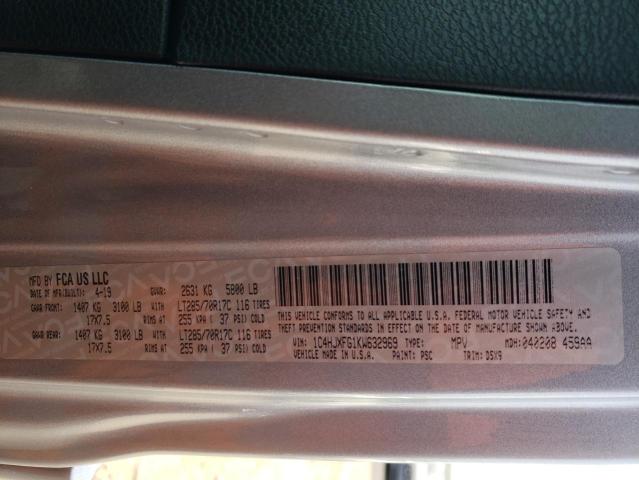 MFD BY FCA US LLC
DATE OF MFR(BUILT): 4-19 GVWR: 2631 KG 5800 LB
GAWR FRONT: 1407 KG 3100 LB WITH LT285/70R17C 116 TIRES
17X7.5 RIMS AT 255 KPA ( 37 PSI) COLD
GAWR REAR: 1407 KG 3100 LB WITH LT285/70R17C 116 TIRES
17X7.5 RIMS AT 255 KPA ( 37 PSI) COLD
THIS VEHICLE CONFORMS TO ALL APPLICABLE U.S.A. FEDERAL MOTOR VEHICLE SAFETY AND
THEFT PREVENTION STANDARDS IN EFFECT ON THE DATE OF MANUFACTURE SHOWN ABOVE.
VIN: 1C4HJXFG1KW632969 TYPE: MPV MDH: 040208 459AA
VEHICLE MADE IN U.S.A. PAINT: PSC TRIM: D5X9